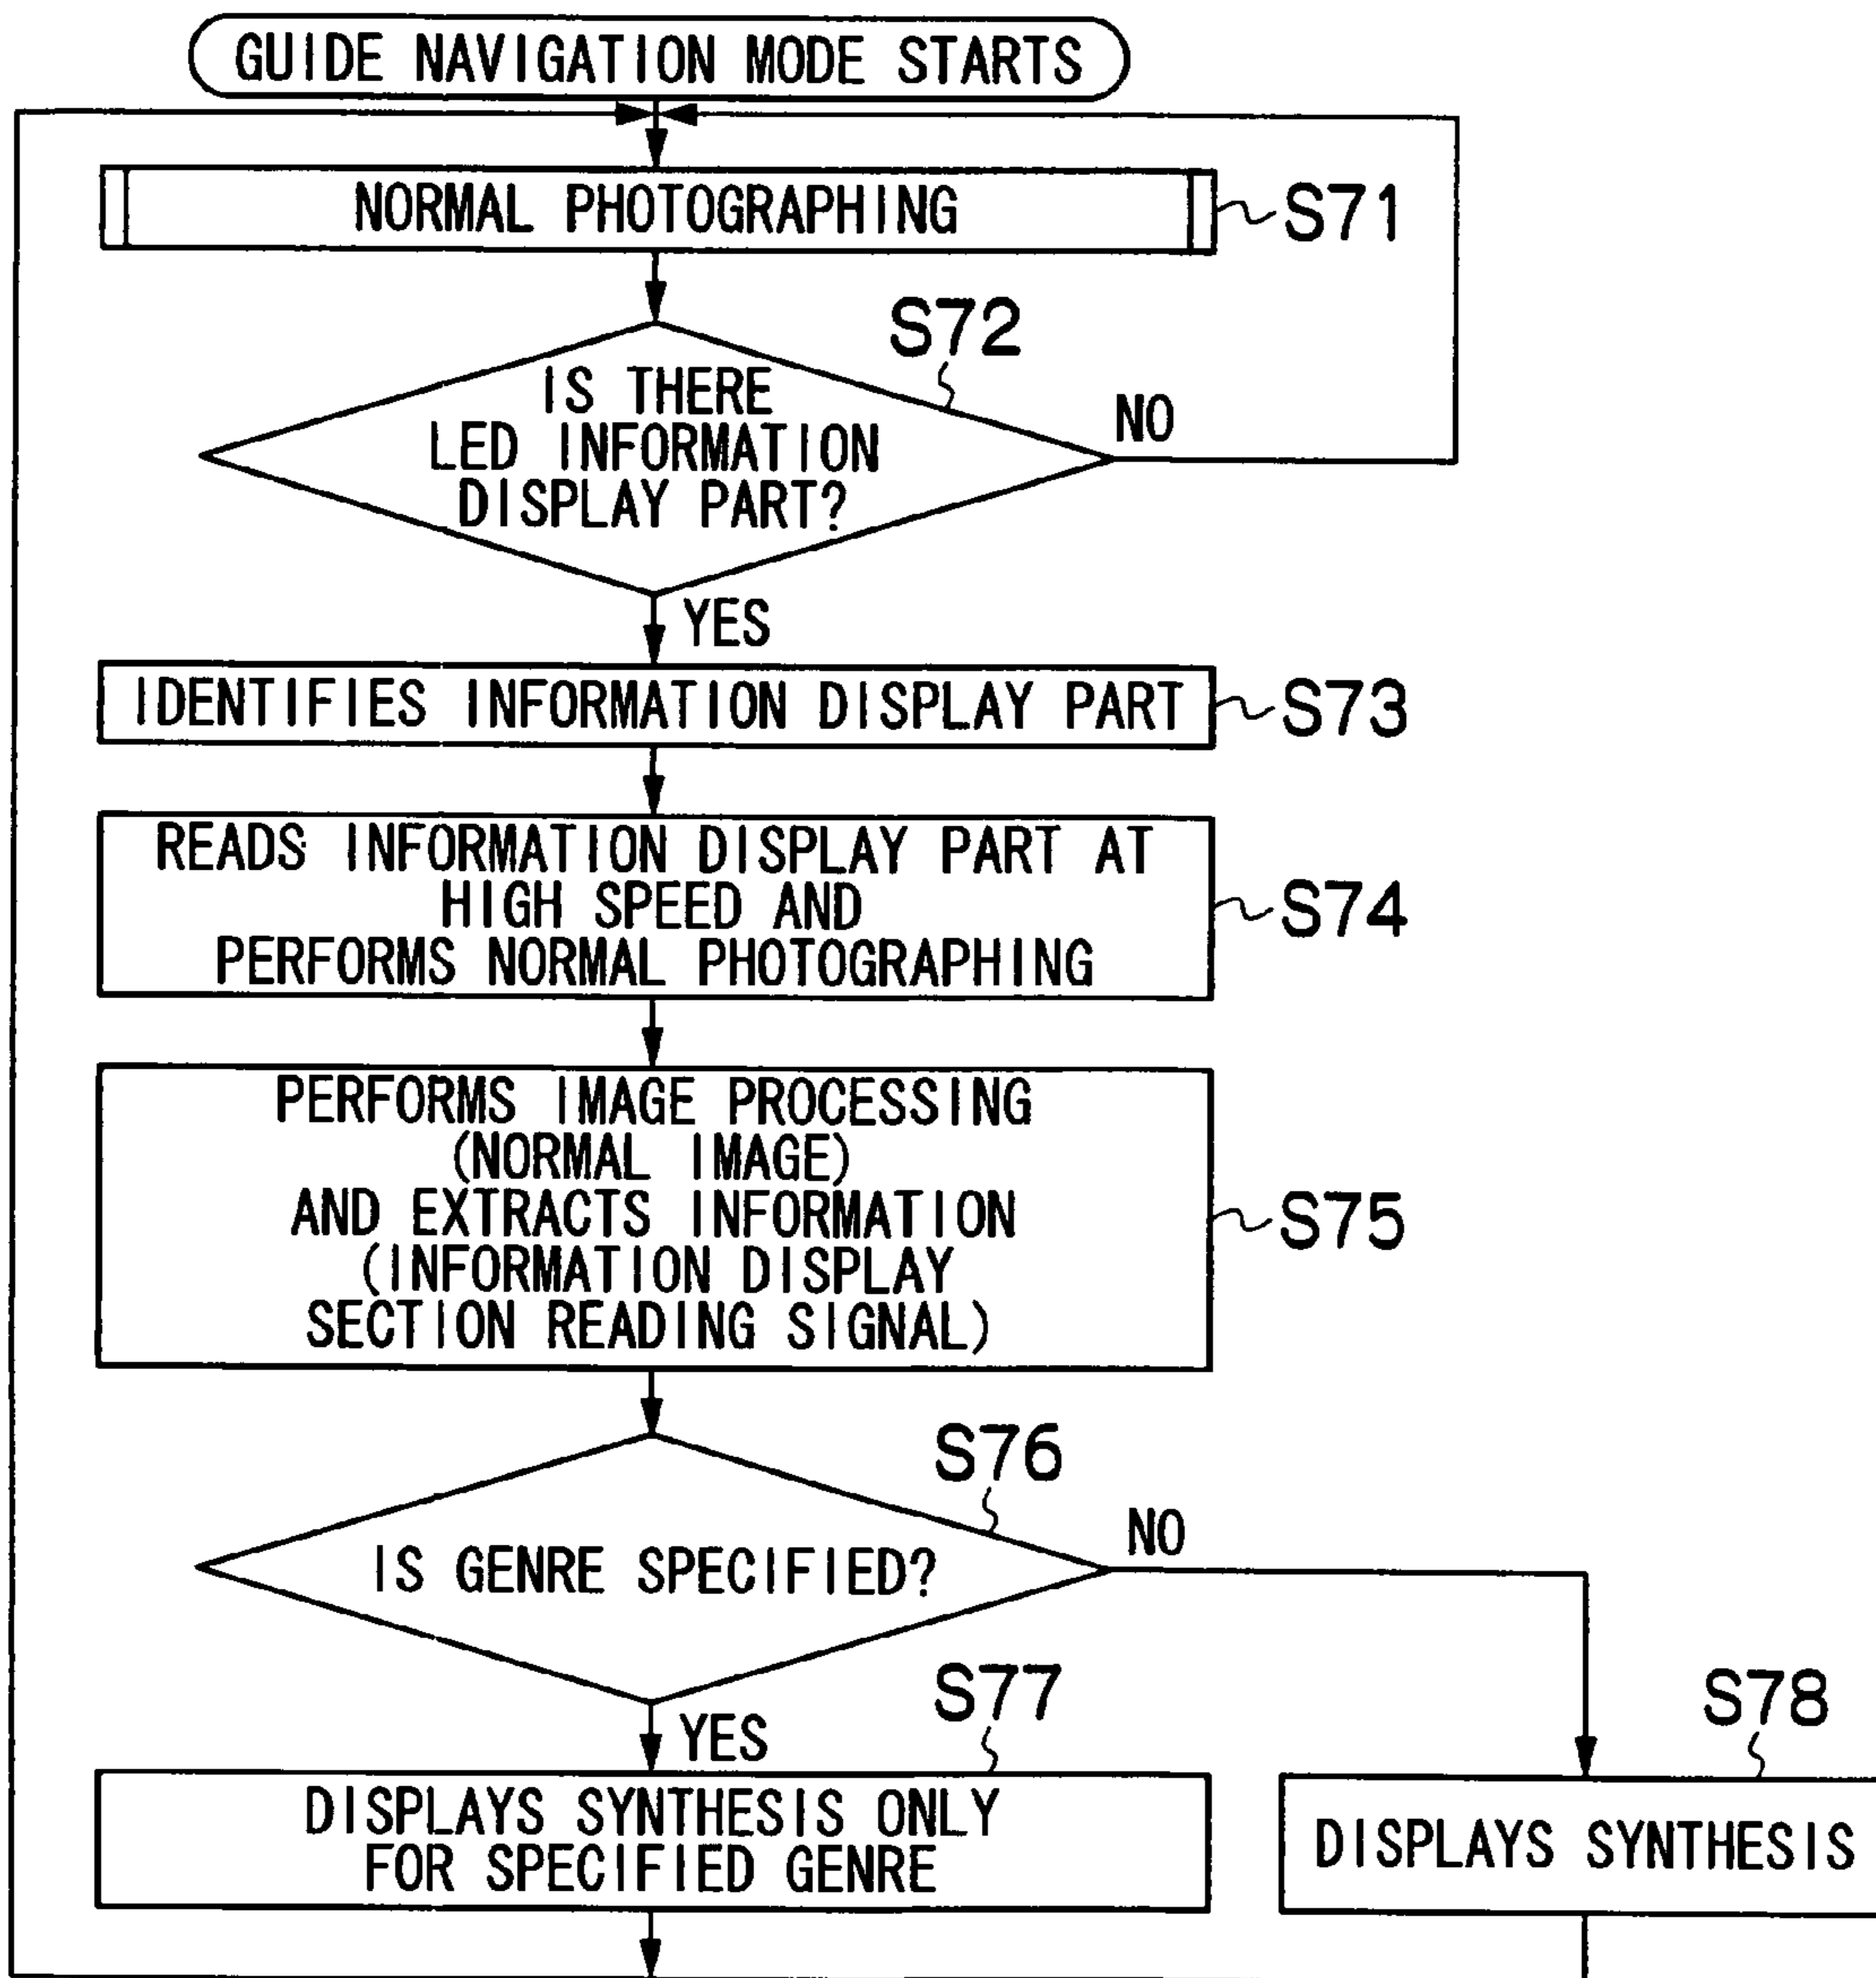 GUIDE NAVIGATION MODE STARTS
NORMAL PHOTOGRAPHING
S71
S72
IS THERE
LED INFORMATION
DISPLAY PART?
NO
YES
IDENTIFIES INFORMATION DISPLAY PART
S73
READS INFORMATION DISPLAY PART AT
HIGH SPEED AND
PERFORMS NORMAL PHOTOGRAPHING
S74
PERFORMS IMAGE PROCESSING
(NORMAL IMAGE)
AND EXTRACTS INFORMATION
(INFORMATION DISPLAY
SECTION READING SIGNAL)
S75
S76
IS GENRE SPECIFIED?
NO
YES
S77
DISPLAYS SYNTHESIS ONLY
FOR SPECIFIED GENRE
S78
DISPLAYS SYNTHESIS